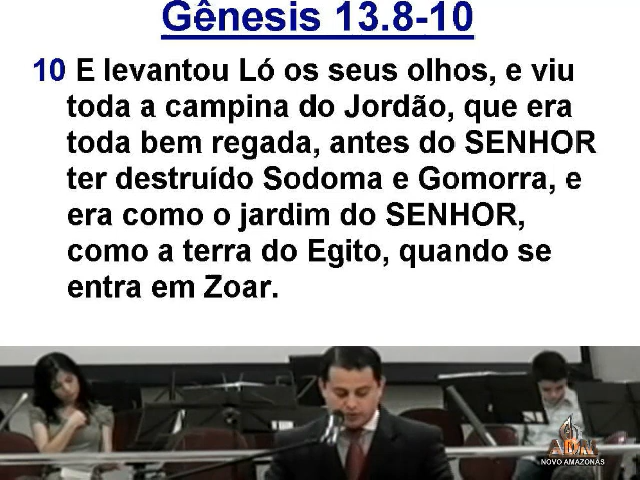 Gênesis 13.8-10
10 E levantou Ló os seus olhos, e viu
toda a campina do Jordão, que era
toda bem regada, antes do SENHOR
ter destruído Sodoma e Gomorra, e
era como o jardim do SENHOR,
como a terra do Egito, quando se
entra em Zoar.
ADN
NOVO AMAZONAS